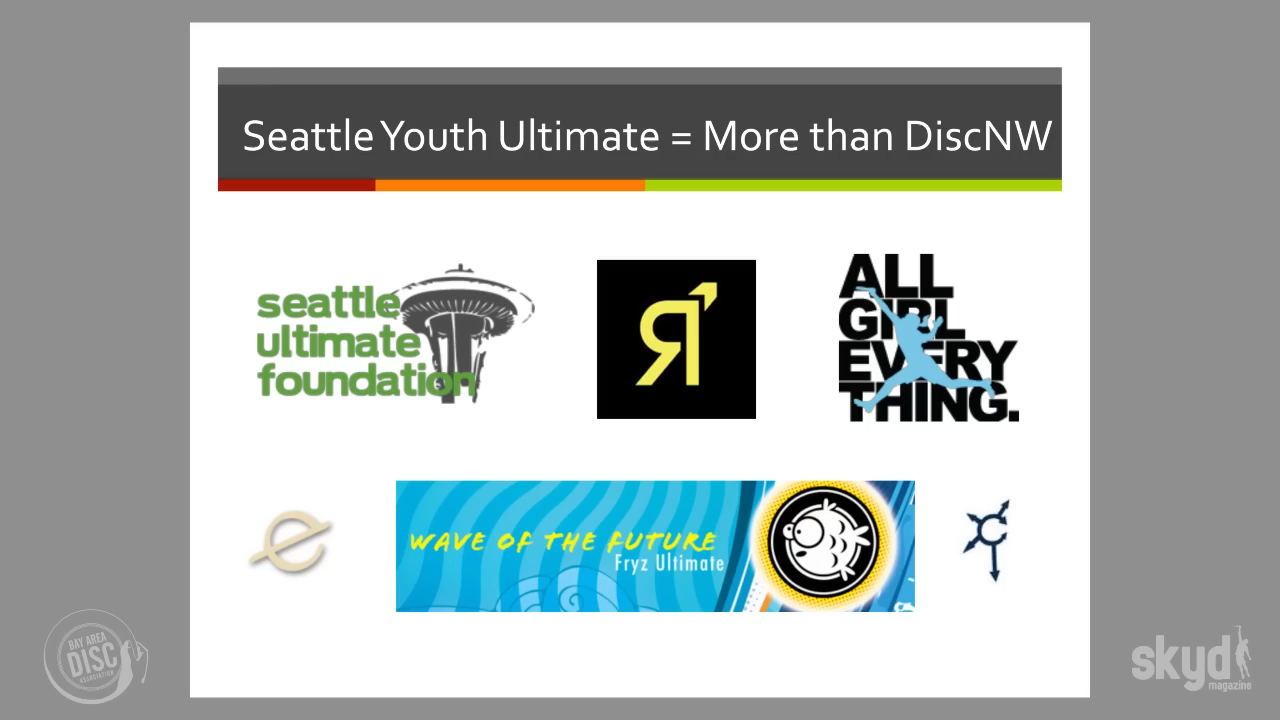 Seattle Youth Ultimate = More than DiscNW
seattle
ultimate
foundation
ALL
GIRL
EVERY
THING.
WAVE OF THE FUTURE
Fryz Ultimate
BAY AREA
DISC
ASSOCIATION
skyd
magazine